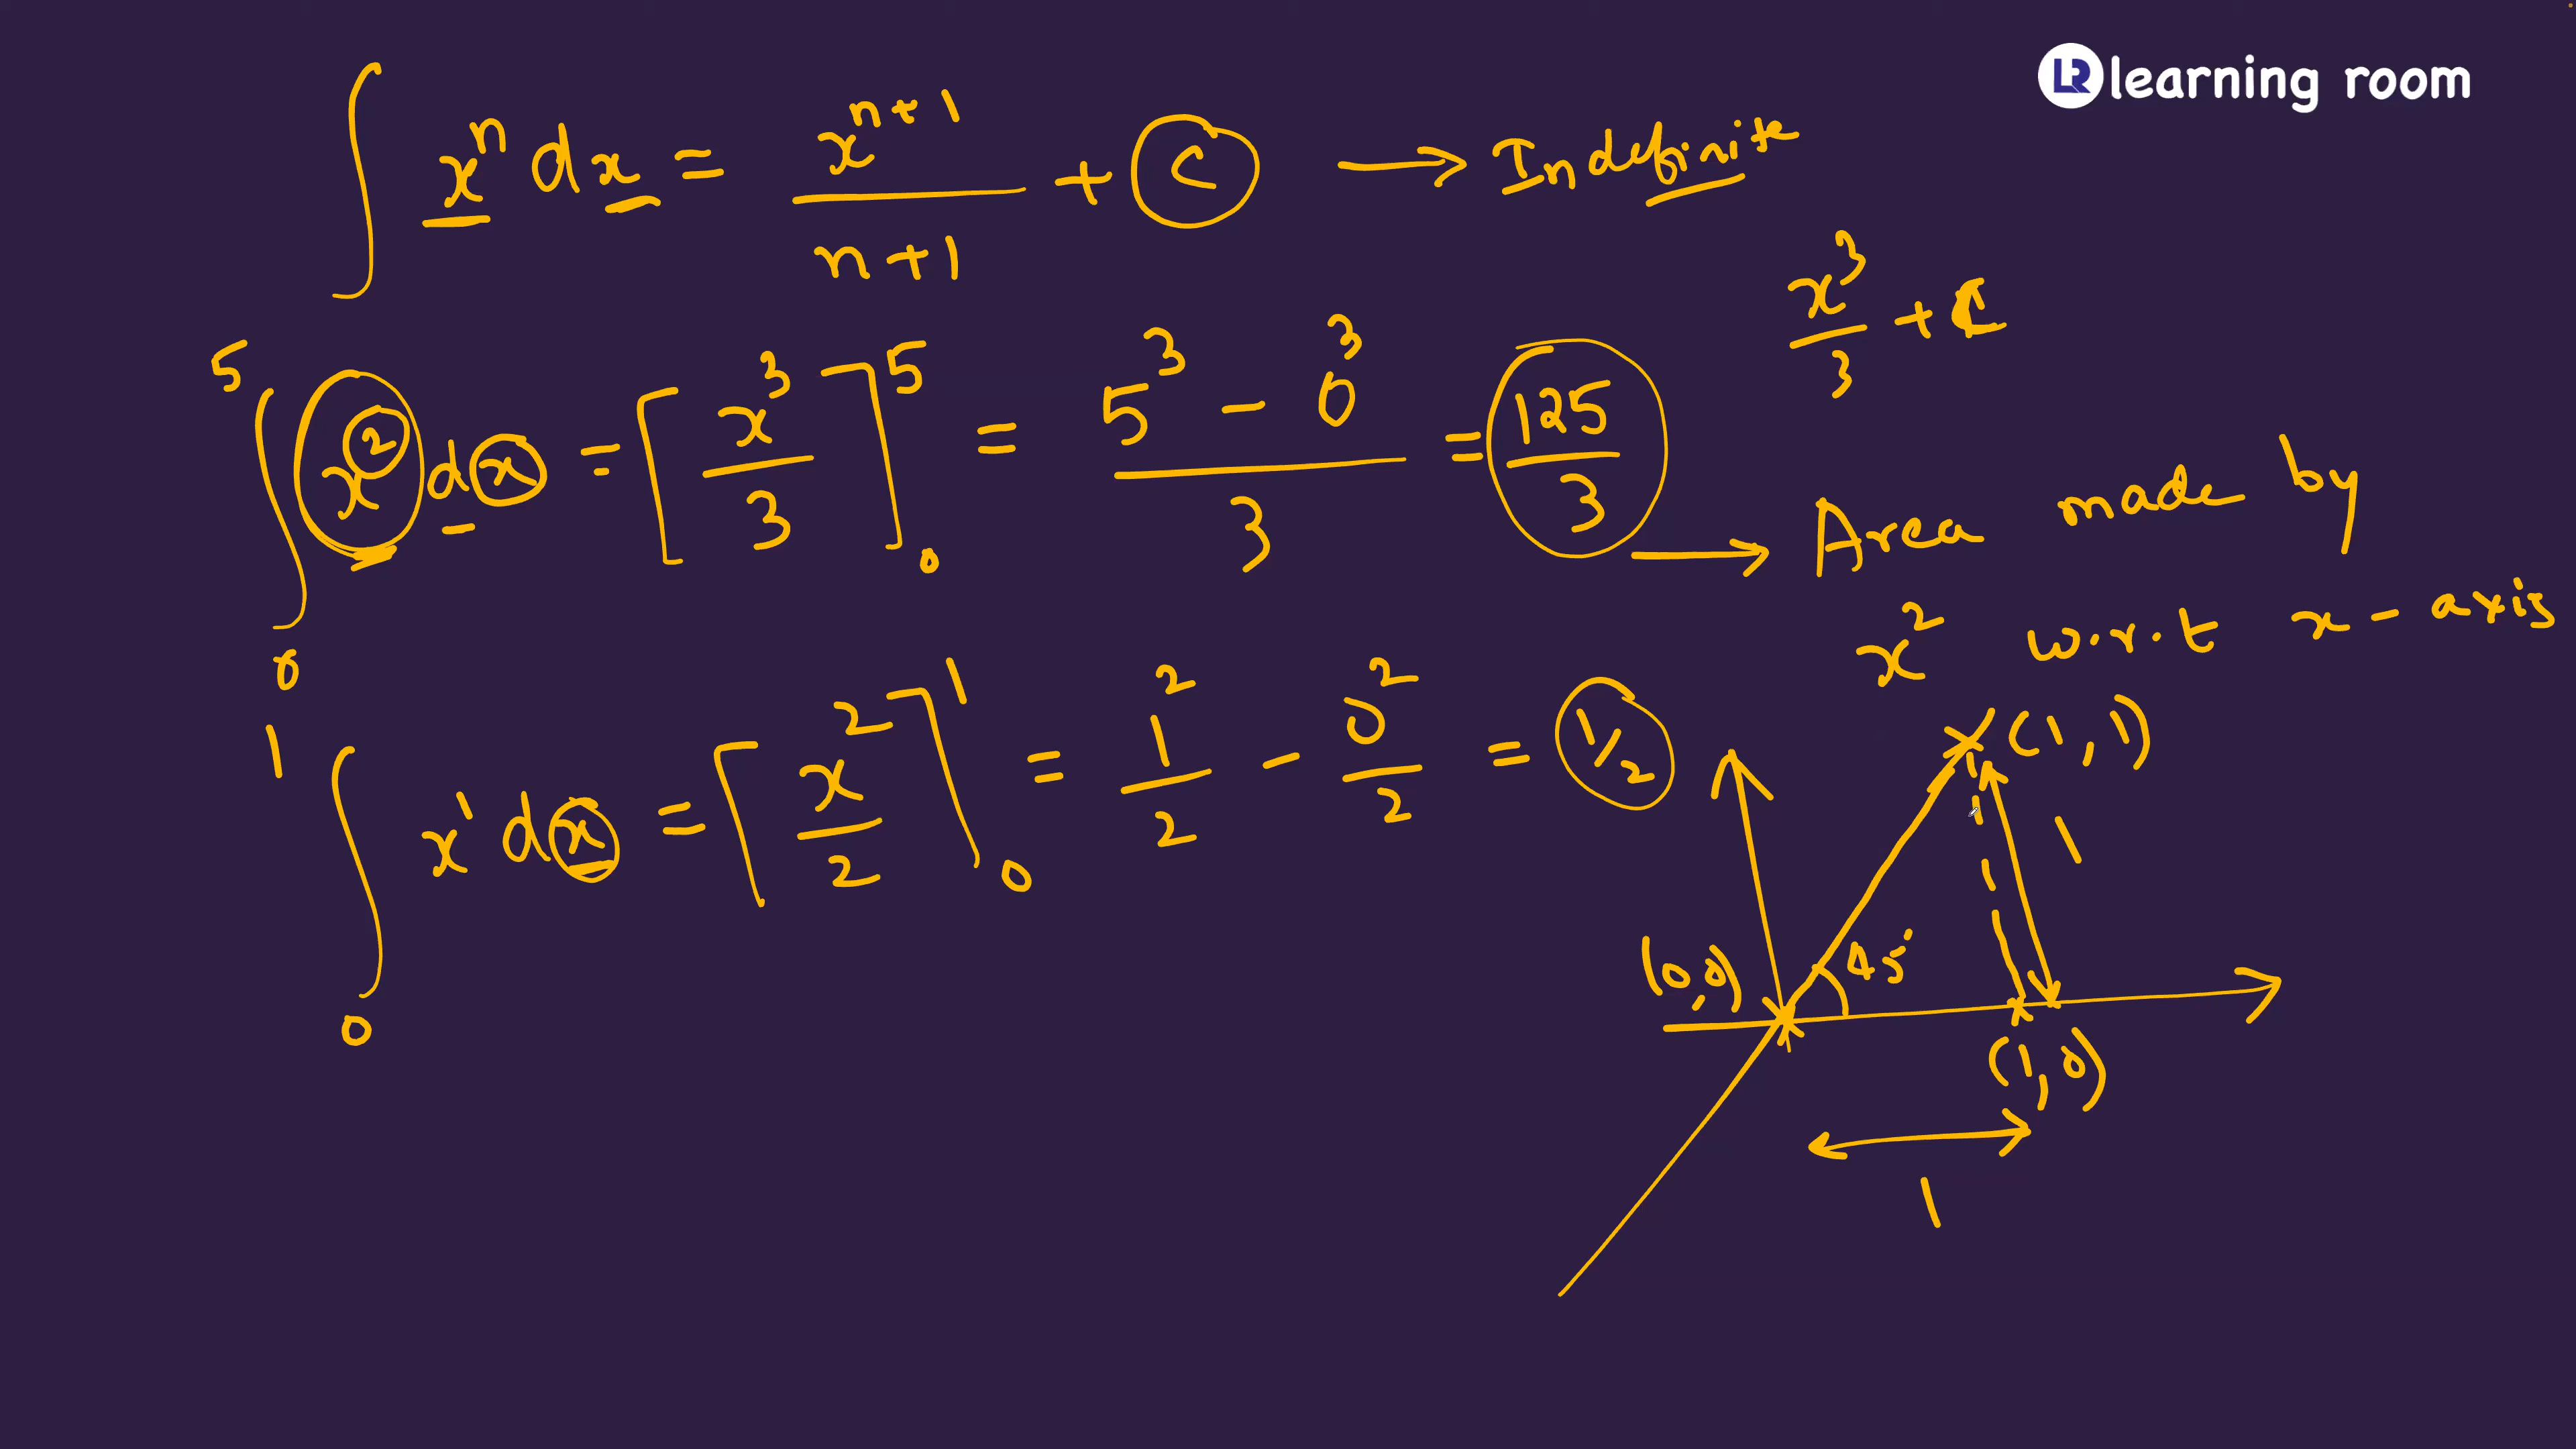 learning room
∫ xⁿ dx = xⁿ⁺¹/(n+1) + C → Indefinite
x³/3 + C
∫₀⁵ x² dx = [x³/3]₀⁵ = (5³ - 0³)/3 = 125/3 → Area made by
x² w.r.t x-axis
∫₀¹ x¹ dx = [x²/2]₀¹ = 1²/2 - 0²/2 = 1/2
(1,1)
1
(0,0) 45°
(1,0)
1